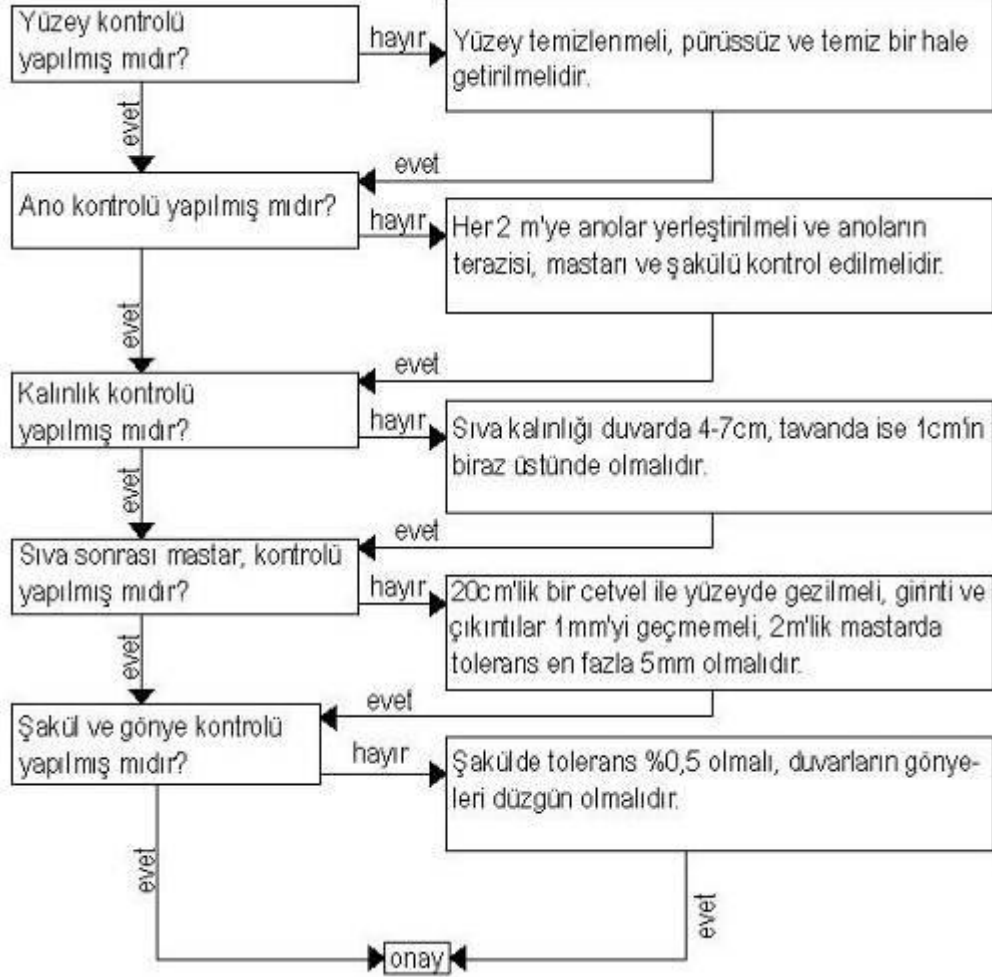 Yüzey kontrolü
yapılmış mıdır?
hayır
Yüzey temizlenmeli, pürüssüz ve temiz bir hale
getirilmelidir.
evet
evet
Ano kontrolü yapılmış mıdır?
hayır
Her 2 m'ye anolar yerleştirilmeli ve anoların
terazisi, mastarı ve şakülü kontrol edilmelidir.
evet
evet
Kalınlık kontrolü
yapılmış mıdır?
hayır
Sıva kalınlığı duvarda 4-7cm, tavanda ise 1cm'in
biraz üstünde olmalıdır.
evet
evet
Sıva sonrası mastar, kontrolü
yapılmış mıdır?
hayır
20cm'lik bir cetvel ile yüzeyde gezilmeli, girinti ve
çıkıntılar 1mm'yi geçmemeli, 2m'lik mastarda
tolerans en fazla 5mm olmalıdır.
evet
evet
Şakül ve gönye kontrolü
yapılmış mıdır?
hayır
Şakülde tolerans %0,5 olmalı, duvarların gönye-
leri düzgün olmalıdır.
evet
evet
onay